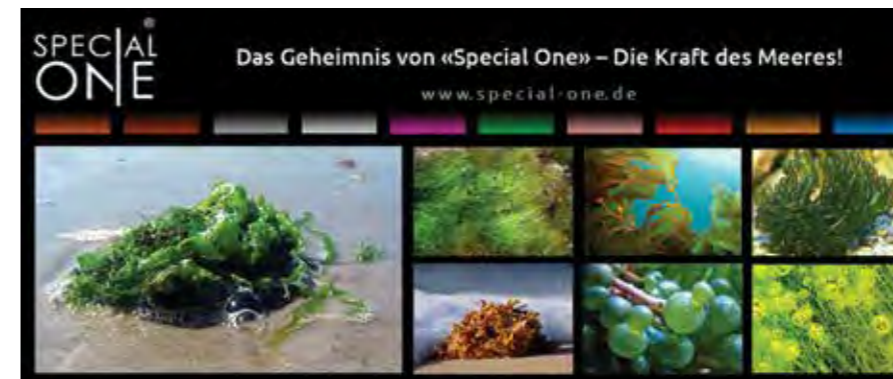 SPECIAL
ONE
®
Das Geheimnis von «Special One» – Die Kraft des Meeres!
www.special-one.de